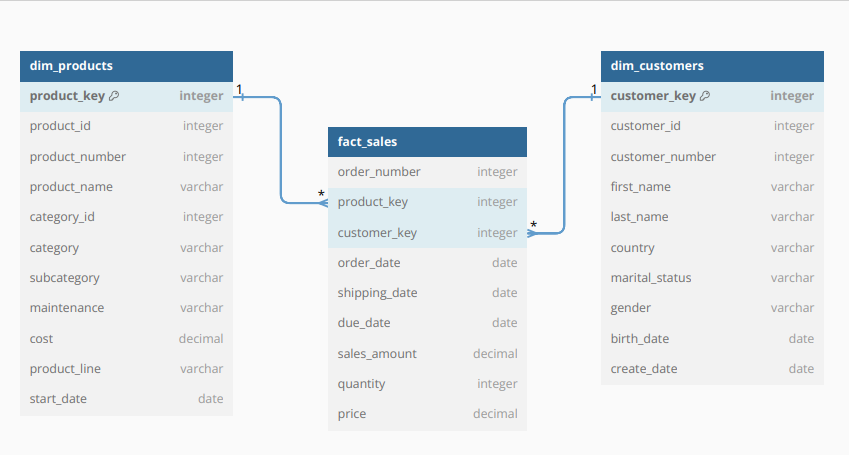 dim_products
product_key integer
product_id integer
product_number integer
product_name varchar
category_id integer
category varchar
subcategory varchar
maintenance varchar
cost decimal
product_line varchar
start_date date
1
*
fact_sales
order_number integer
product_key integer
customer_key integer
order_date date
shipping_date date
due_date date
sales_amount decimal
quantity integer
price decimal
*
1
dim_customers
customer_key integer
customer_id integer
customer_number integer
first_name varchar
last_name varchar
country varchar
marital_status varchar
gender varchar
birth_date date
create_date date